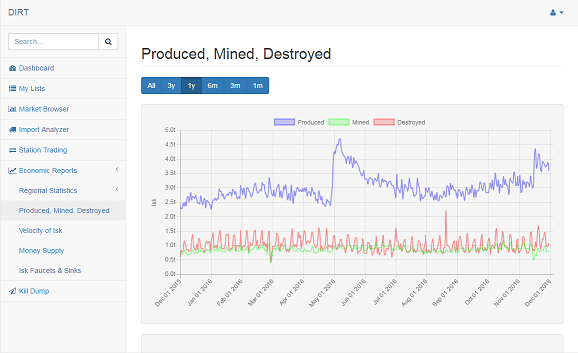 DIRT
Search...
Dashboard
My Lists
Market Browser
Import Analyzer
Station Trading
Economic Reports
Regional Statistics
Produced, Mined, Destroyed
Velocity of Isk
Money Supply
Isk Faucets & Sinks
Kill Dump
Produced, Mined, Destroyed
All 3y 1y 6m 3m 1m
Produced Mined Destroyed
5.0t
4.5t
4.0t
3.5t
3.0t
2.5t
2.0t
1.5t
1.0t
0.5t
0.0t
Isk
Dec 01 2015 Jan 01 2016 Feb 01 2016 Mar 01 2016 Apr 01 2016 May 01 2016 Jun 01 2016 Jul 01 2016 Aug 01 2016 Sep 01 2016 Oct 01 2016 Nov 01 2016 Dec 01 2016